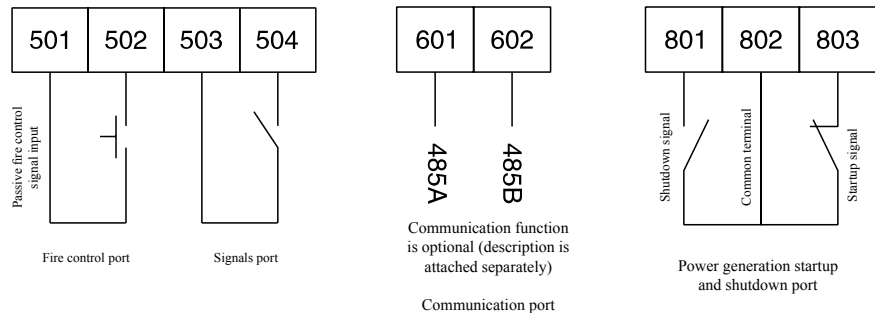 501 502 503 504
Passive fire control
signal input
Fire control port
Signals port
601 602
485A
485B
Communication function
is optional (description is
attached separately)
Communication port
801 802 803
Shutdown signal
Common terminal
Startup signal
Power generation startup
and shutdown port